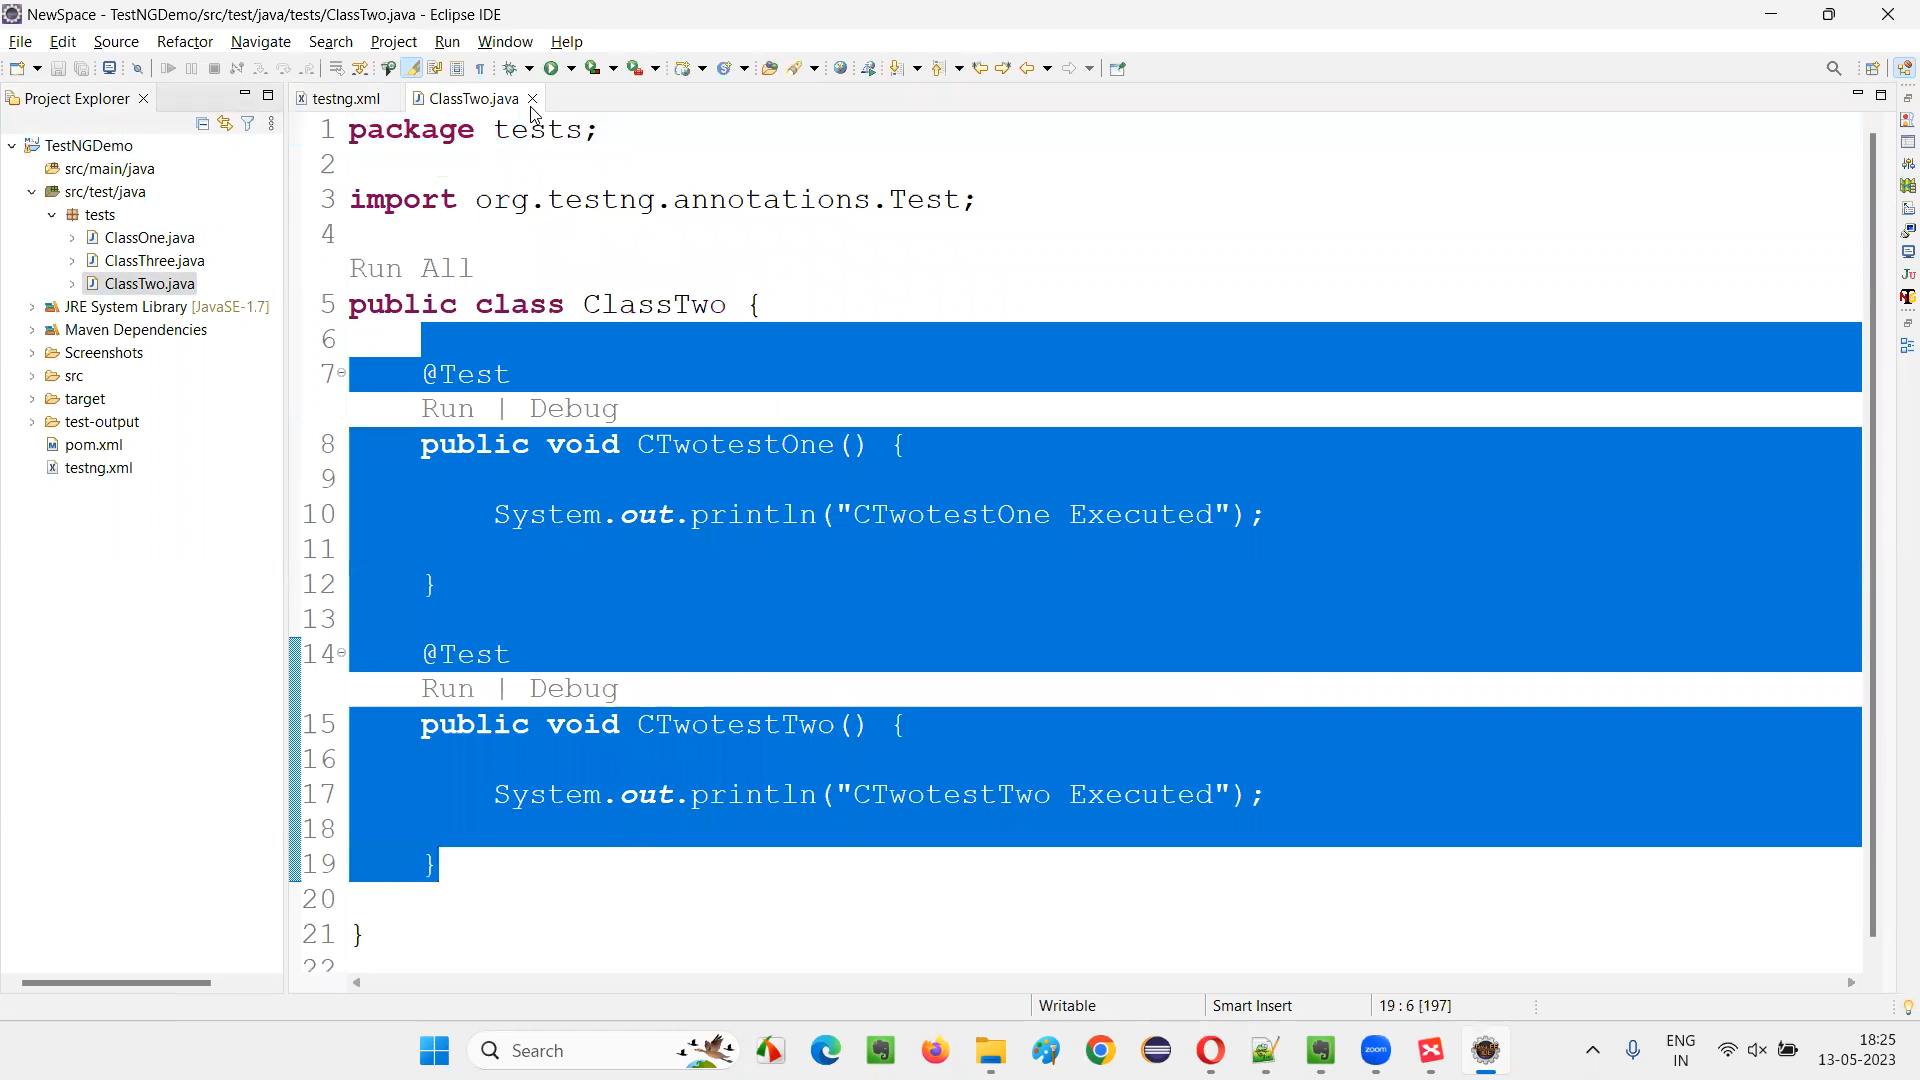 NewSpace - TestNGDemo/src/test/java/tests/ClassTwo.java - Eclipse IDE
File Edit Source Refactor Navigate Search Project Run Window Help
Project Explorer
testng.xml
ClassTwo.java
TestNGDemo
src/main/java
src/test/java
tests
ClassOne.java
ClassThree.java
ClassTwo.java
JRE System Library [JavaSE-1.7]
Maven Dependencies
Screenshots
src
target
test-output
pom.xml
testng.xml
1 package tests;
2
3 import org.testng.annotations.Test;
4
Run All
5 public class ClassTwo {
6
7 @Test
Run | Debug
8 public void CTwotestOne() {
9
10 System.out.println("CTwotestOne Executed");
11
12 }
13
14 @Test
Run | Debug
15 public void CTwotestTwo() {
16
17 System.out.println("CTwotestTwo Executed");
18
19 }
20
21 }
22
Writable Smart Insert 19 : 6 [197]
Search
zoom
ENG
IN
18:25
13-05-2023